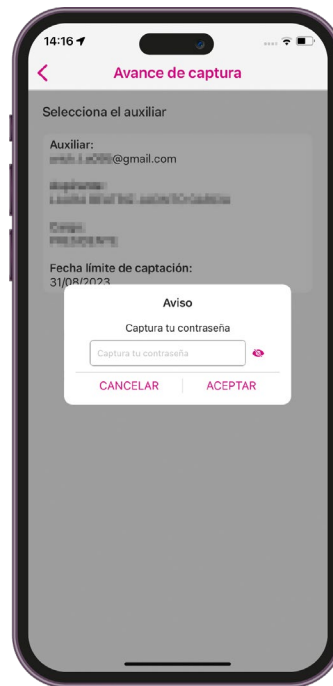 14:16
Avance de captura
Selecciona el auxiliar
Auxiliar:
@gmail.com
Fecha límite de captación:
31/08/2023
Aviso
Captura tu contraseña
Captura tu contraseña
CANCELAR ACEPTAR